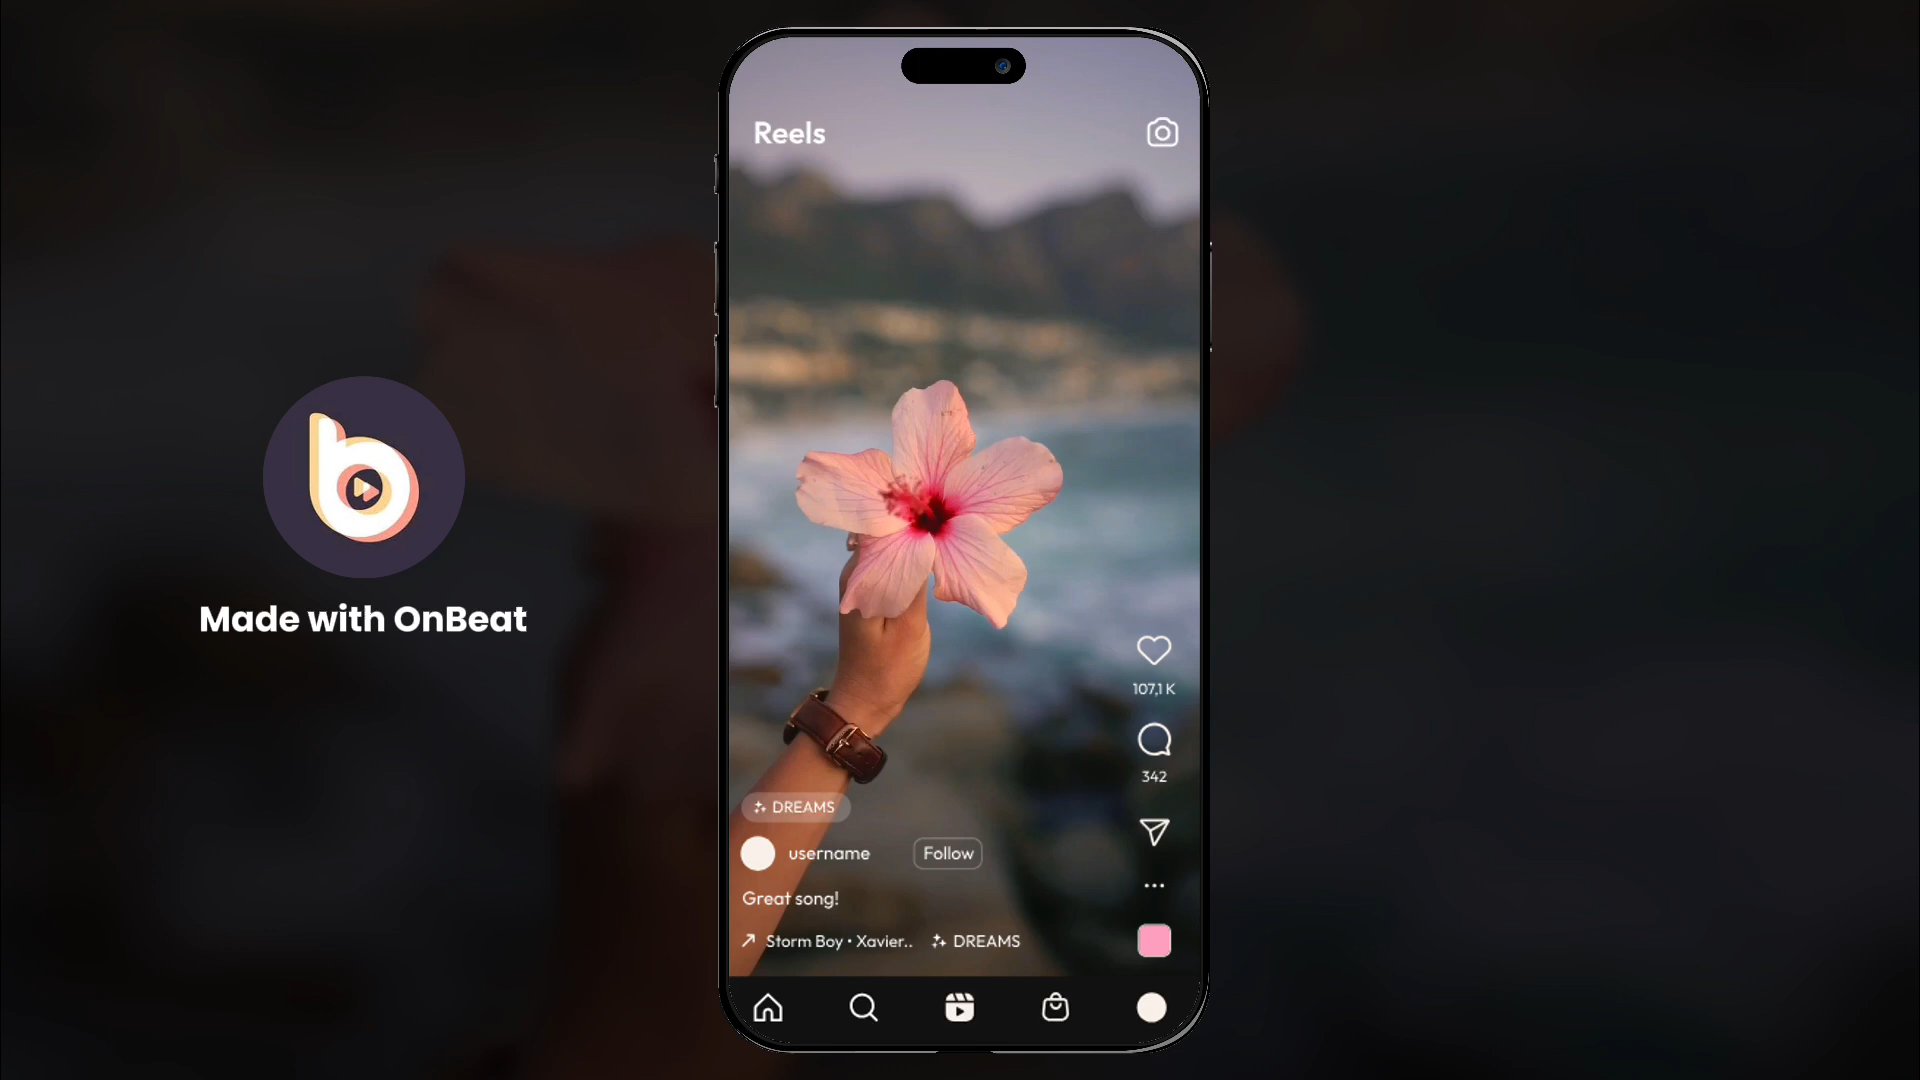 Reels
Made with OnBeat
107,1 K
342
DREAMS
username
Follow
Great song!
Storm Boy • Xavier..
DREAMS